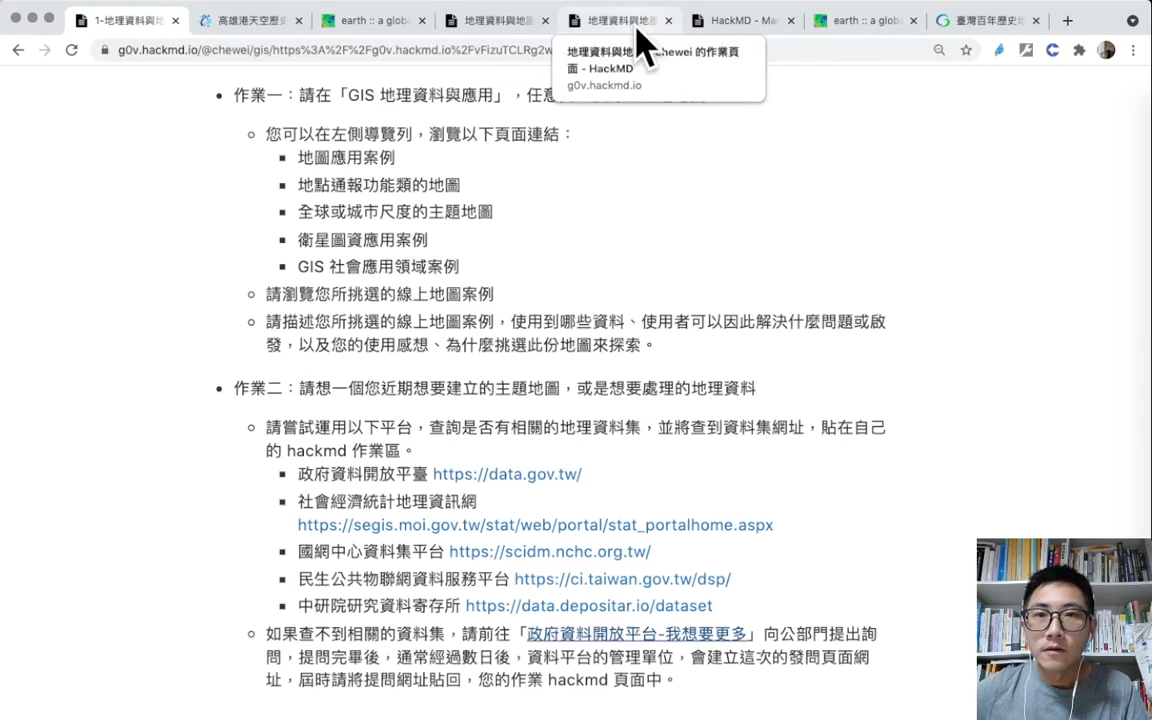 1-地理資料與地
高雄港天空歷史
earth :: a globa
地理資料與地圖
地理資料與地圖
HackMD - Ma
earth :: a globa
臺灣百年歷史地
g0v.hackmd.io/@chewei/gis/https%3A%2F%2Fg0v.hackmd.io%2FvFizuTCLRg2w
地理資料與地 chewei 的作業頁
面 - HackMD
g0v.hackmd.io
作業一：請在「GIS 地理資料與應用」，任意
您可以在左側導覽列，瀏覽以下頁面連結：
地圖應用案例
地點通報功能類的地圖
全球或城市尺度的主題地圖
衛星圖資應用案例
GIS 社會應用領域案例
請瀏覽您所挑選的線上地圖案例
請描述您所挑選的線上地圖案例，使用到哪些資料、使用者可以因此解決什麼問題或啟
發，以及您的使用感想、為什麼挑選此份地圖來探索。
作業二：請想一個您近期想要建立的主題地圖，或是想要處理的地理資料
請嘗試運用以下平台，查詢是否有相關的地理資料集，並將查到資料集網址，貼在自己
的 hackmd 作業區。
政府資料開放平臺 https://data.gov.tw/
社會經濟統計地理資訊網
https://segis.moi.gov.tw/stat/web/portal/stat_portalhome.aspx
國網中心資料集平台 https://scidm.nchc.org.tw/
民生公共物聯網資料服務平台 https://ci.taiwan.gov.tw/dsp/
中研院研究資料寄存所 https://data.depositar.io/dataset
如果查不到相關的資料集，請前往「政府資料開放平台-我想要更多」向公部門提出詢
問，提問完畢後，通常經過數日後，資料平台的管理單位，會建立這次的發問頁面網
址，屆時請將提問網址貼回，您的作業 hackmd 頁面中。